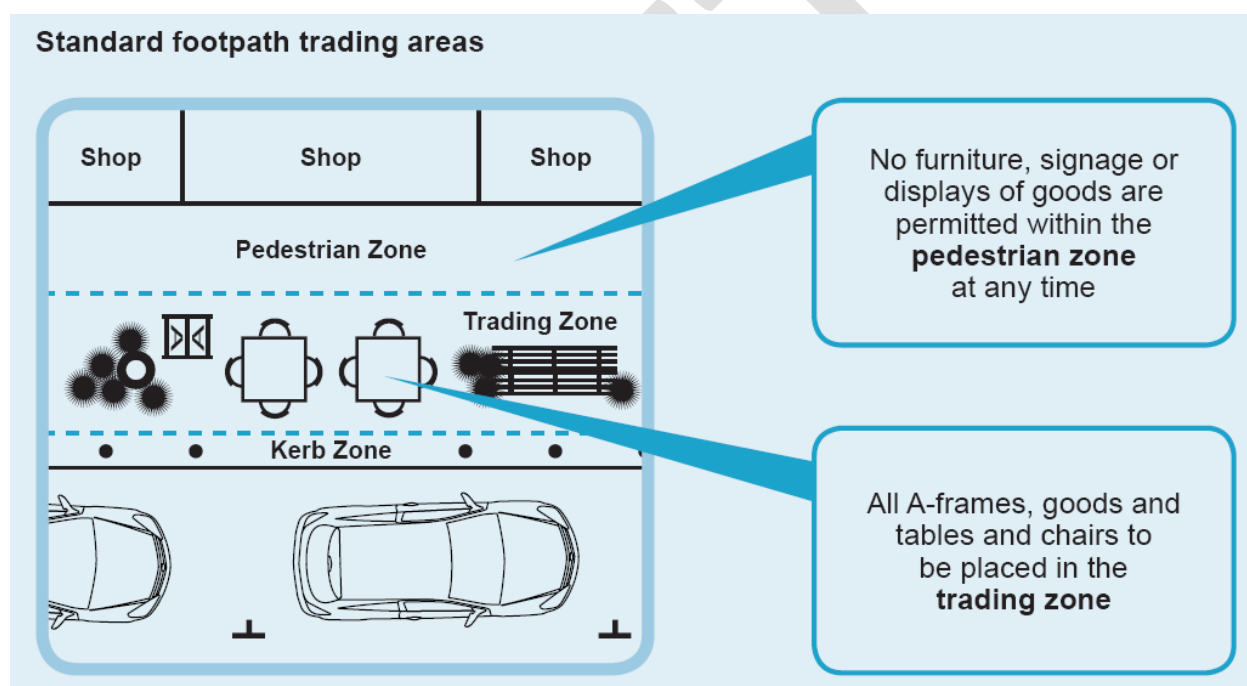 Standard footpath trading areas
Shop
Shop
Shop
Pedestrian Zone
Trading Zone
Kerb Zone
No furniture, signage or
displays of goods are
permitted within the
pedestrian zone
at any time
All A-frames, goods and
tables and chairs to
be placed in the
trading zone